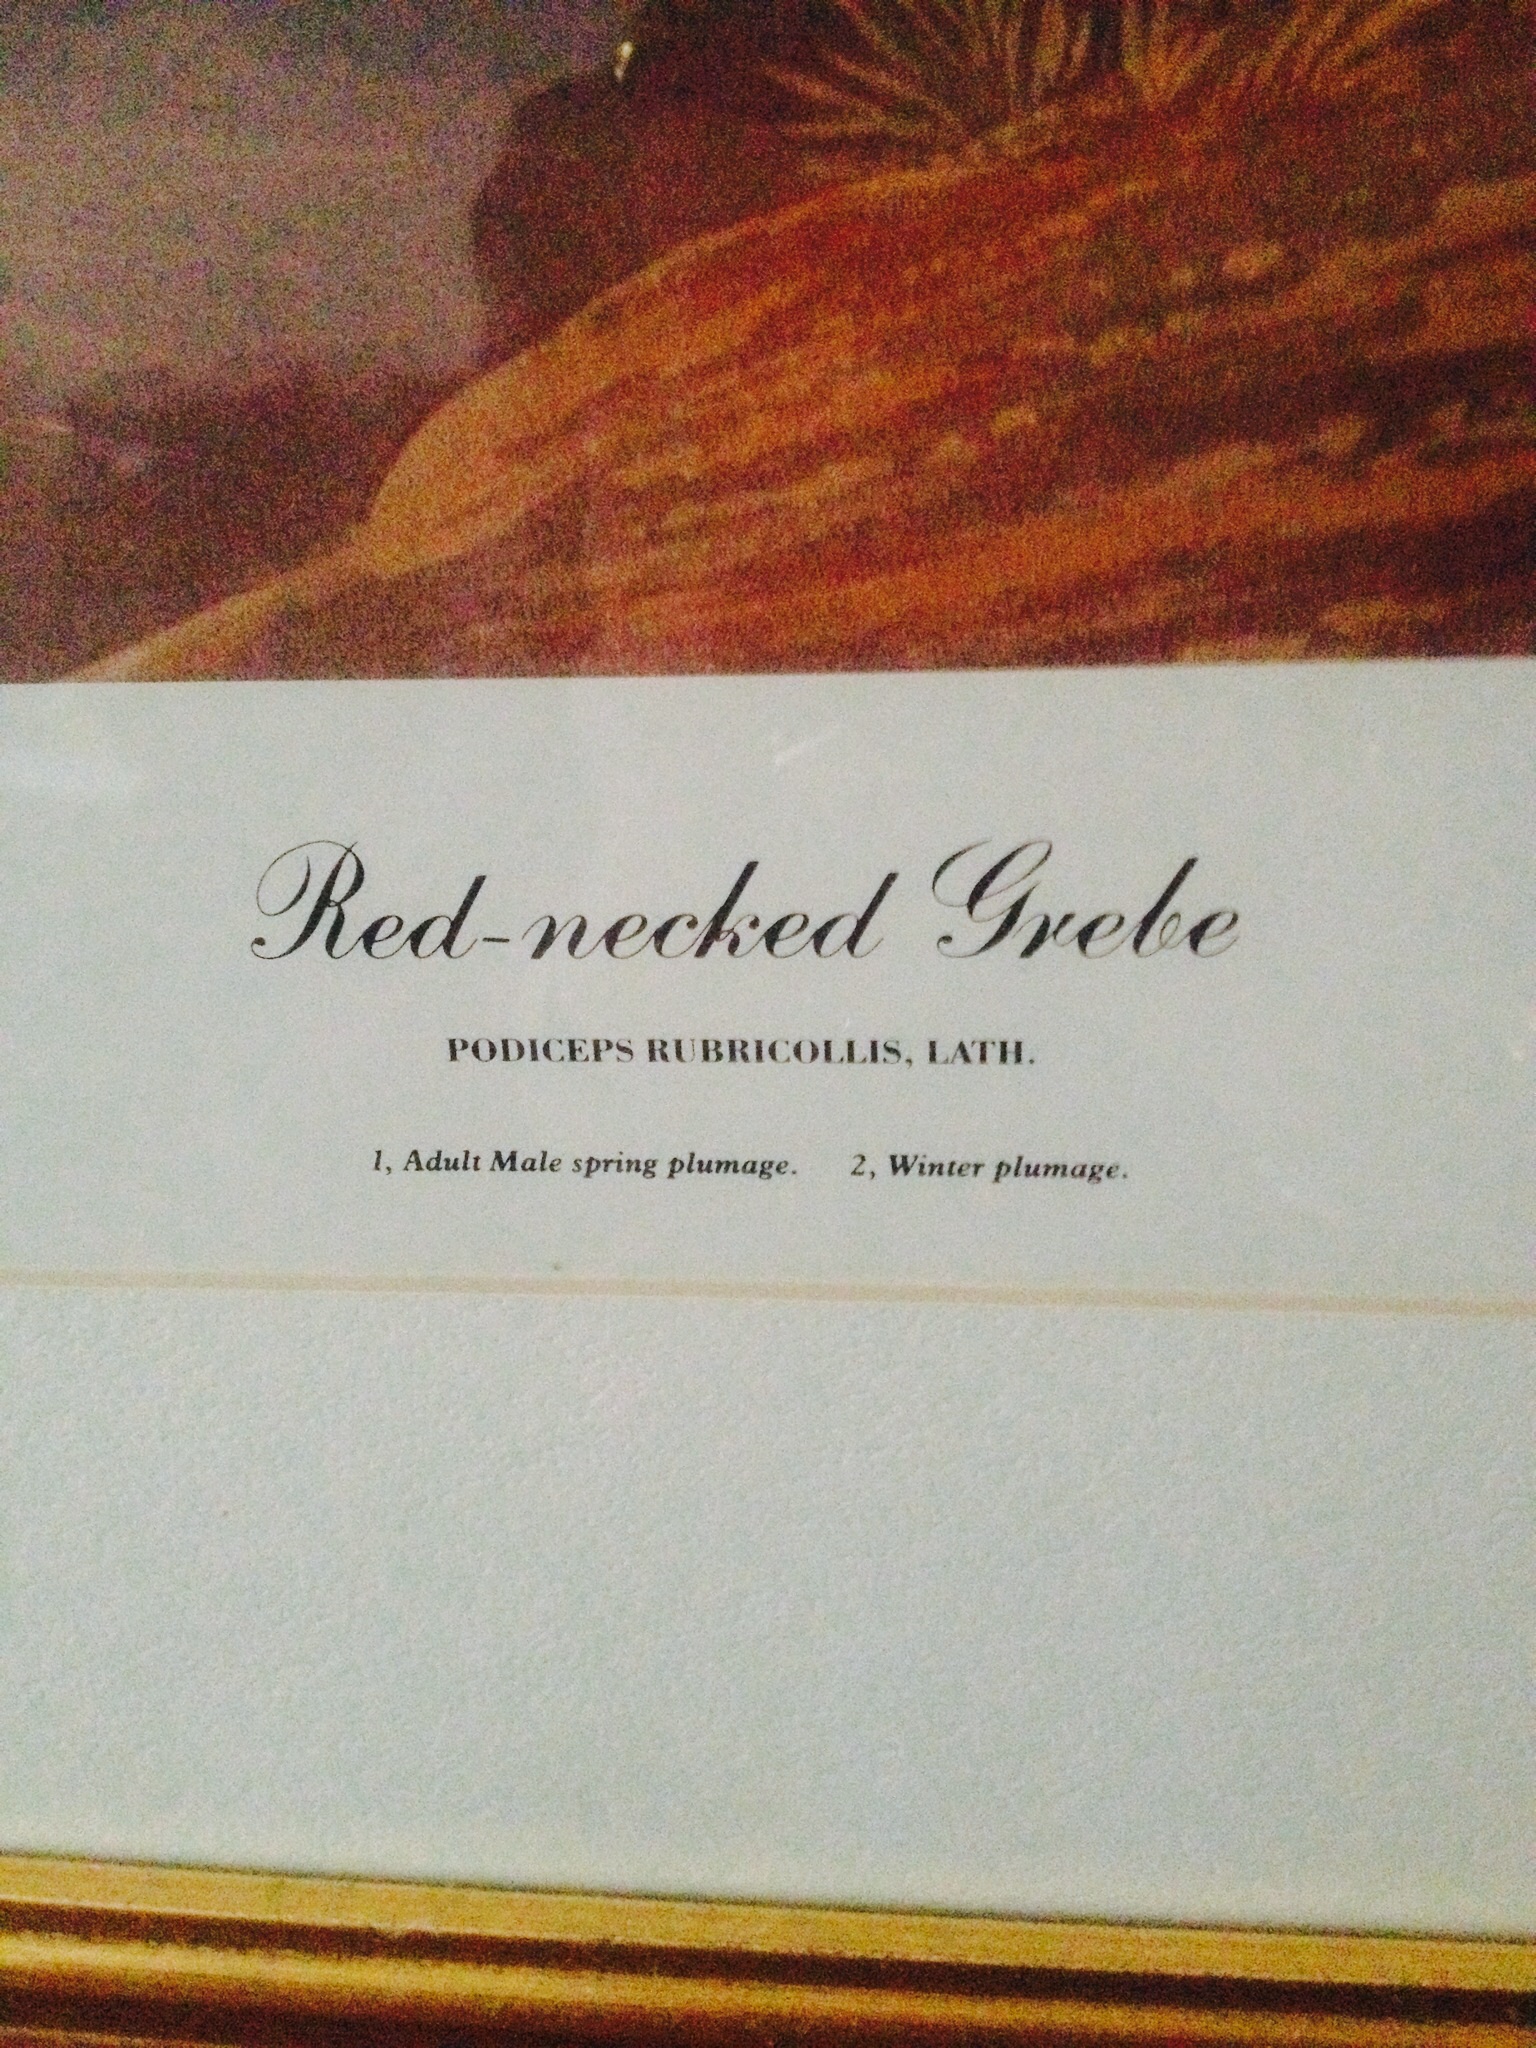 Red-necked Grebe
PODICEPS RUBRICOLLIS, LATH.
1, Adult Male spring plumage. 2, Winter plumage.